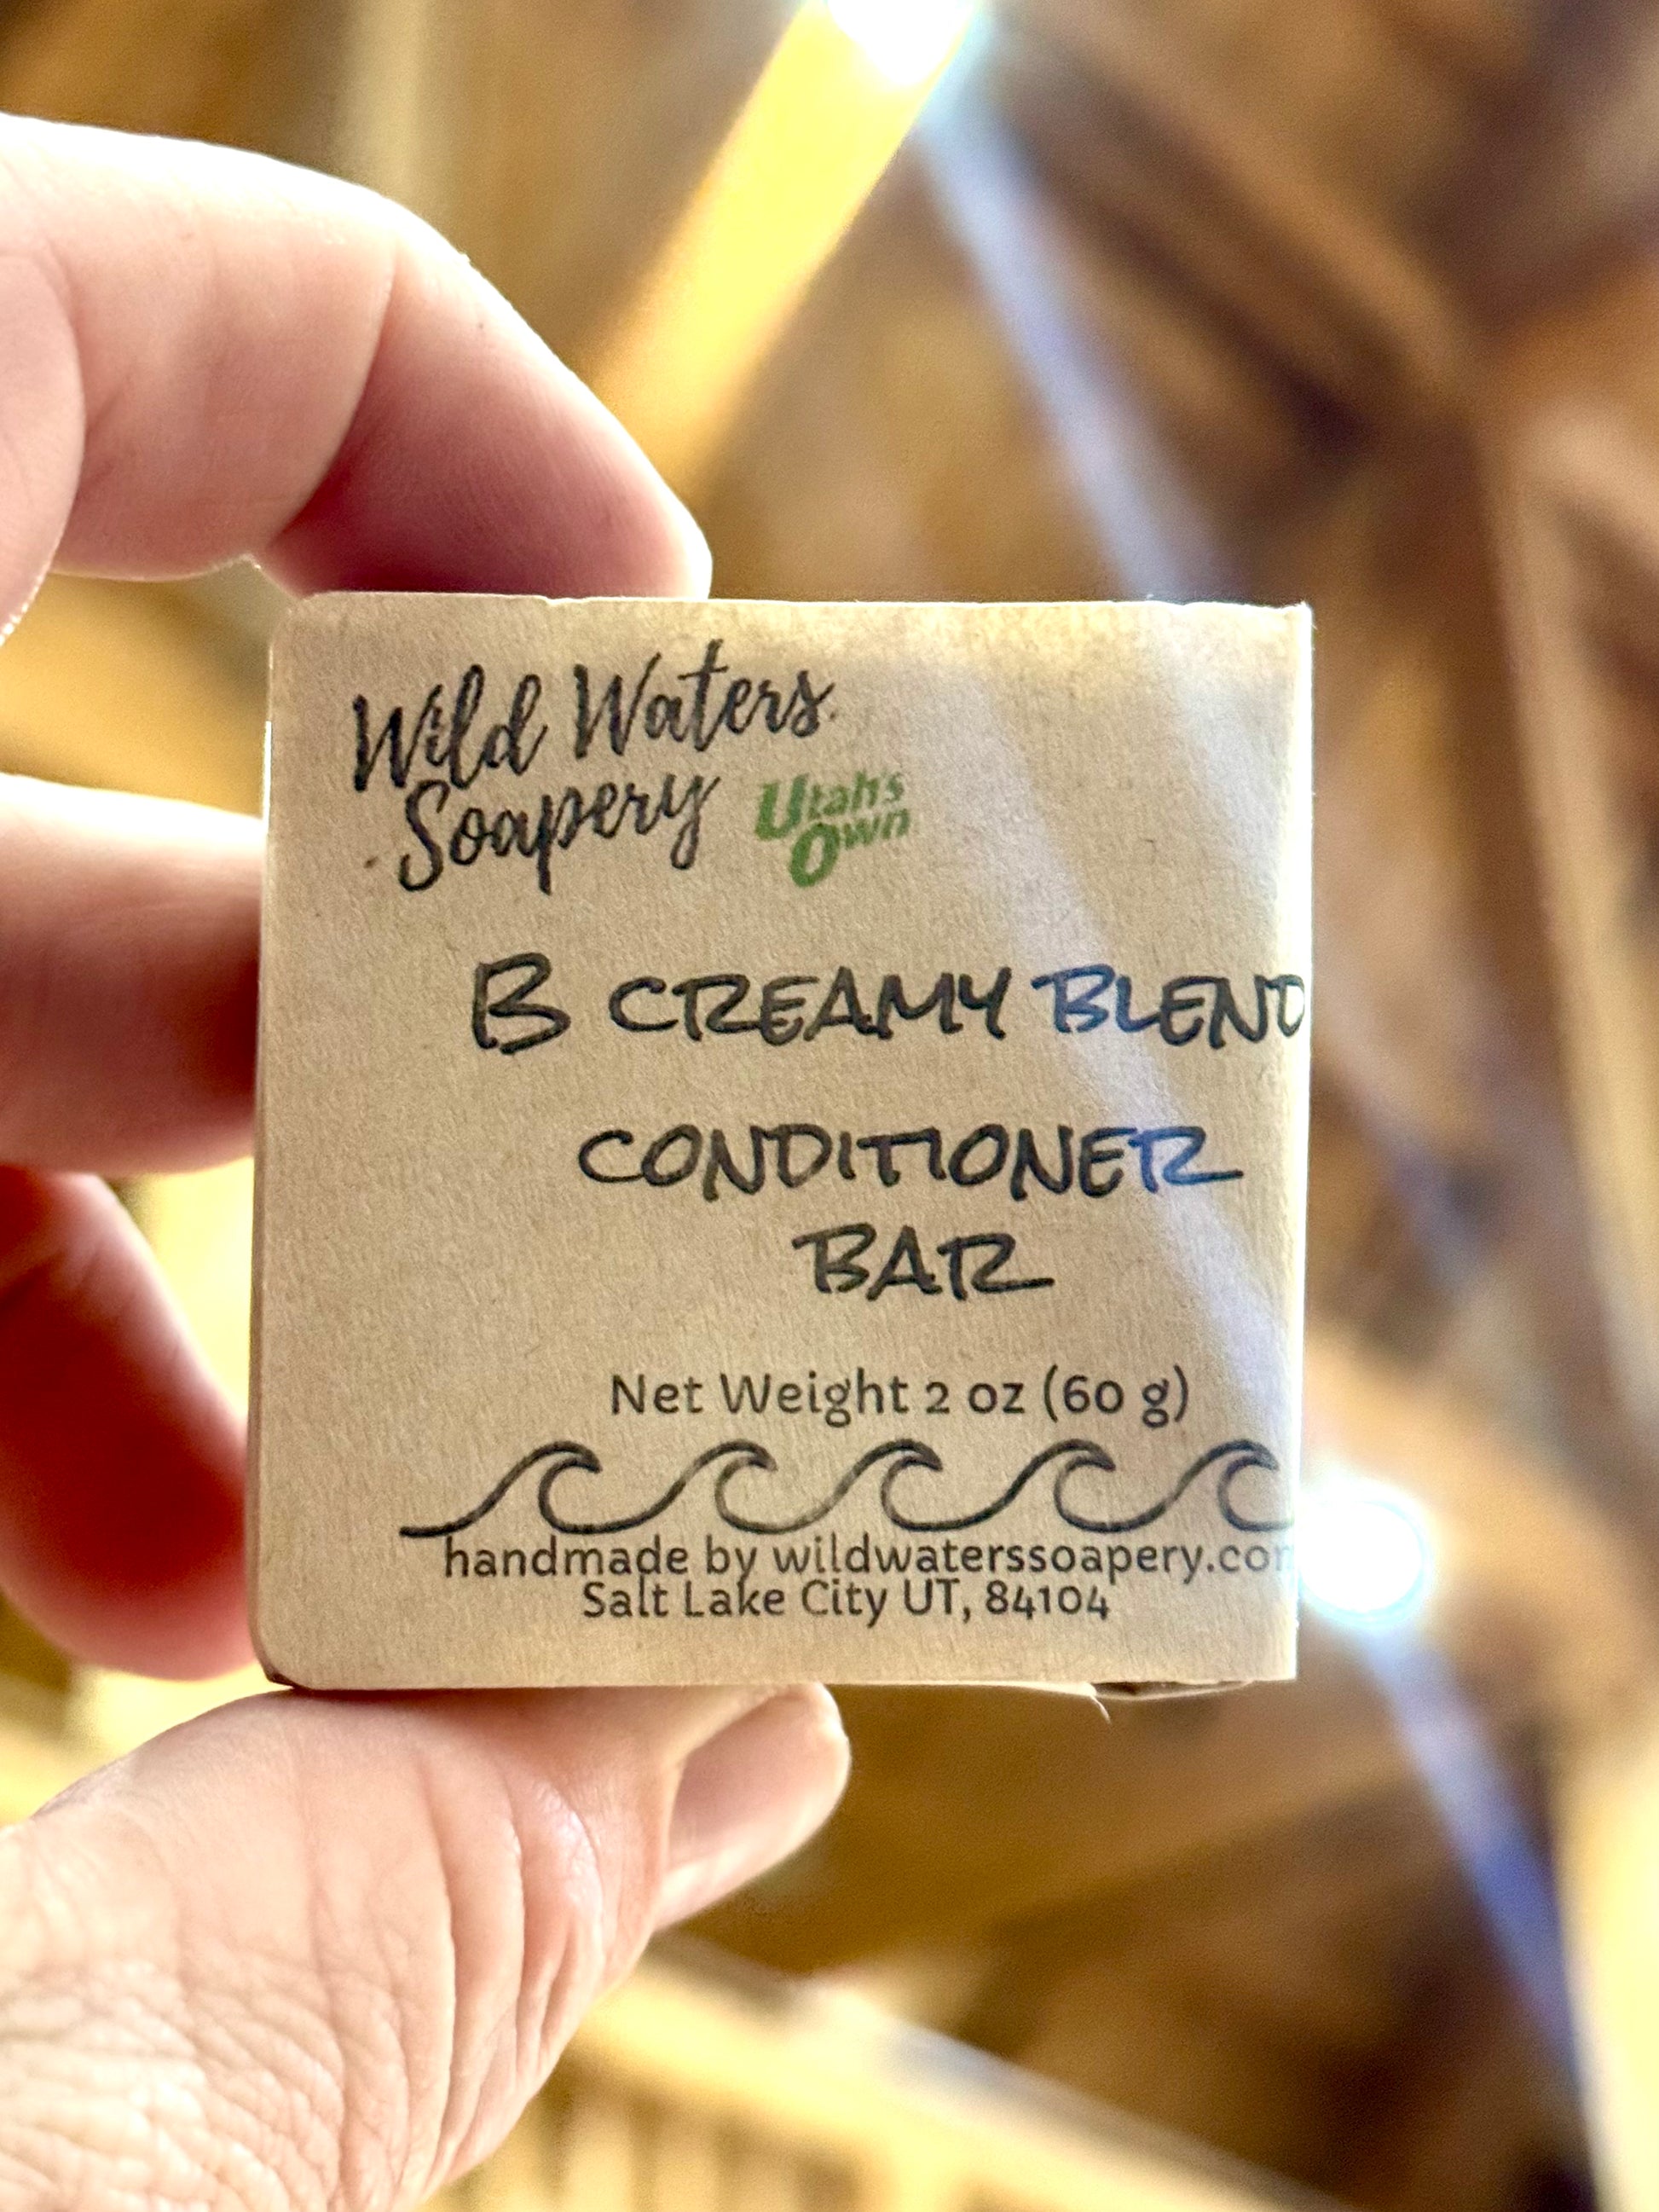 Wild Waters
Soapery
Utah's
Own
B CREAMY BLEND
CONDITIONER
BAR
Net Weight 2 oz (60 g)
handmade by wildwaterssoapery.com
Salt Lake City UT, 84104